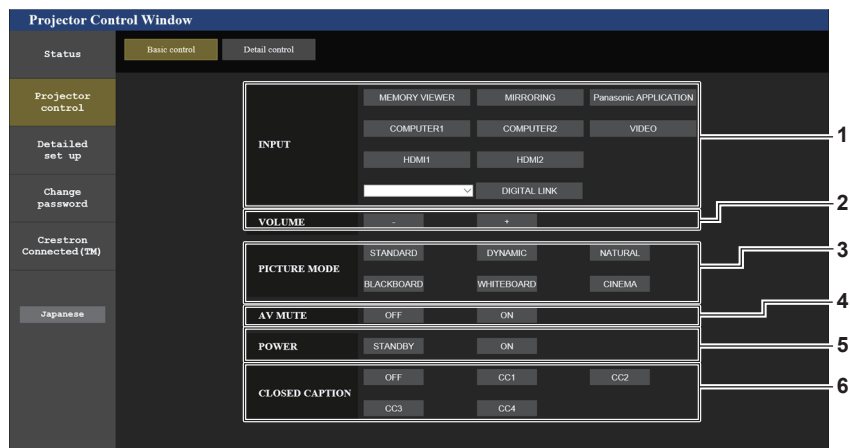 Projector Control Window
Status
Basic control
Detail control
Projector
control
Detailed
set up
Change
password
Crestron
Connected(TM)
Japanese
INPUT
MEMORY VIEWER
MIRRORING
Panasonic APPLICATION
COMPUTER1
COMPUTER2
VIDEO
HDMI1
HDMI2
DIGITAL LINK
1
VOLUME
-
+
2
PICTURE MODE
STANDARD
DYNAMIC
NATURAL
BLACKBOARD
WHITEBOARD
CINEMA
3
AV MUTE
OFF
ON
4
POWER
STANDBY
ON
5
CLOSED CAPTION
OFF
CC1
CC2
CC3
CC4
6